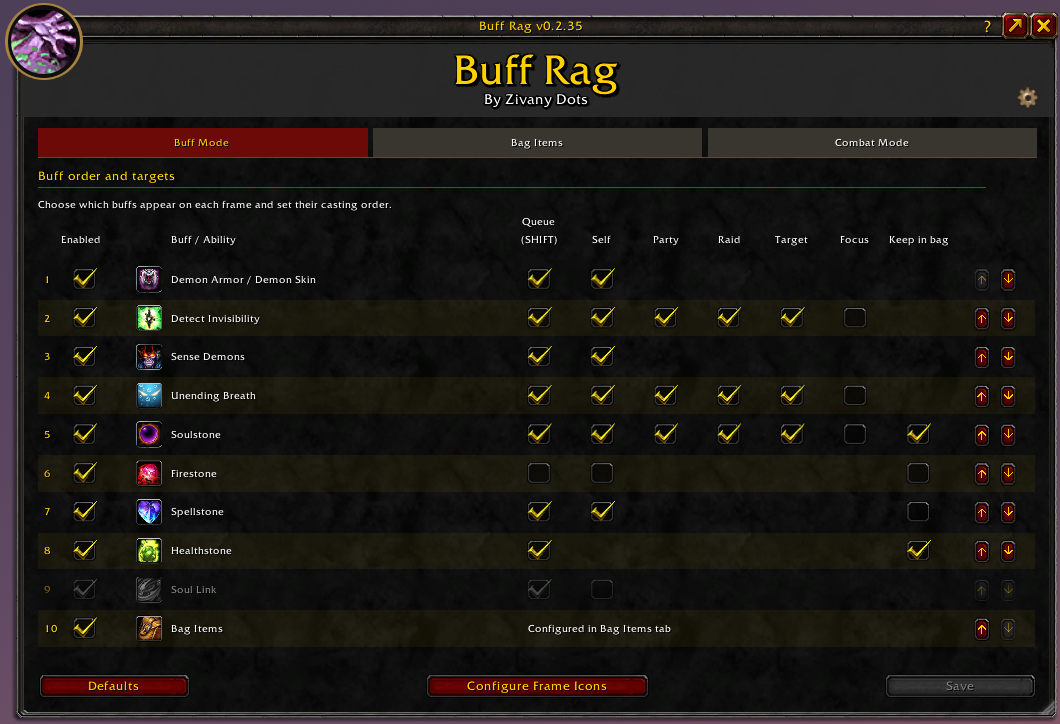 Buff Rag v0.2.35
?
Buff Rag
By Zivany Dots
Buff Mode Bag Items Combat Mode
Buff order and targets
Choose which buffs appear on each frame and set their casting order.
Enabled Buff / Ability Queue (SHIFT) Self Party Raid Target Focus Keep in bag
1 Demon Armor / Demon Skin
2 Detect Invisibility
3 Sense Demons
4 Unending Breath
5 Soulstone
6 Firestone
7 Spellstone
8 Healthstone
9 Soul Link
10 Bag Items Configured in Bag Items tab
Defaults Configure Frame Icons Save